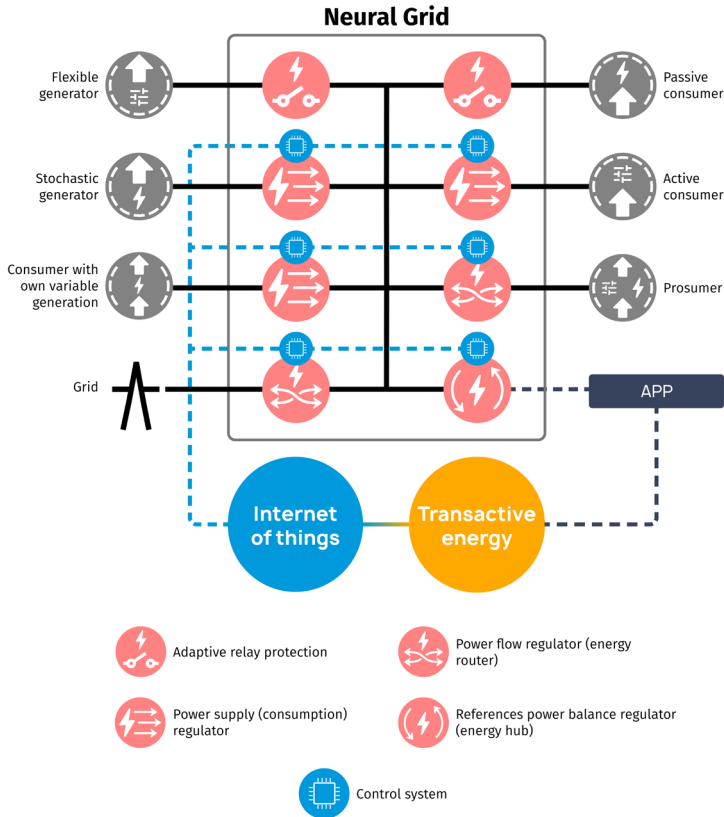 Neural Grid
Flexible
generator
Passive
consumer
Stochastic
generator
Active
consumer
Consumer with
own variable
generation
Prosumer
Grid
APP
Internet
of things
Transactive
energy
Adaptive relay protection
Power flow regulator (energy
router)
Power supply (consumption)
regulator
References power balance regulator
(energy hub)
Control system